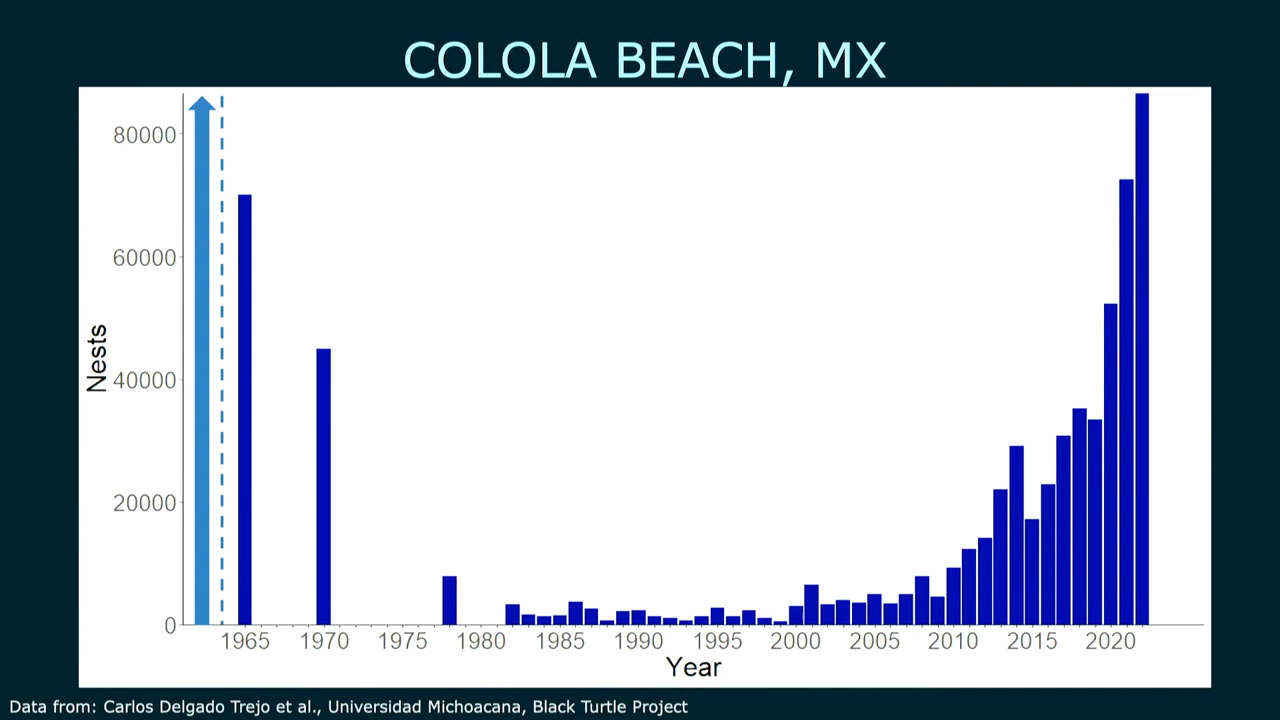 COLOLA BEACH, MX
80000
60000
40000
20000
0
Nests
1965 1970 1975 1980 1985 1990 1995 2000 2005 2010 2015 2020
Year
Data from: Carlos Delgado Trejo et al., Universidad Michoacana, Black Turtle Project